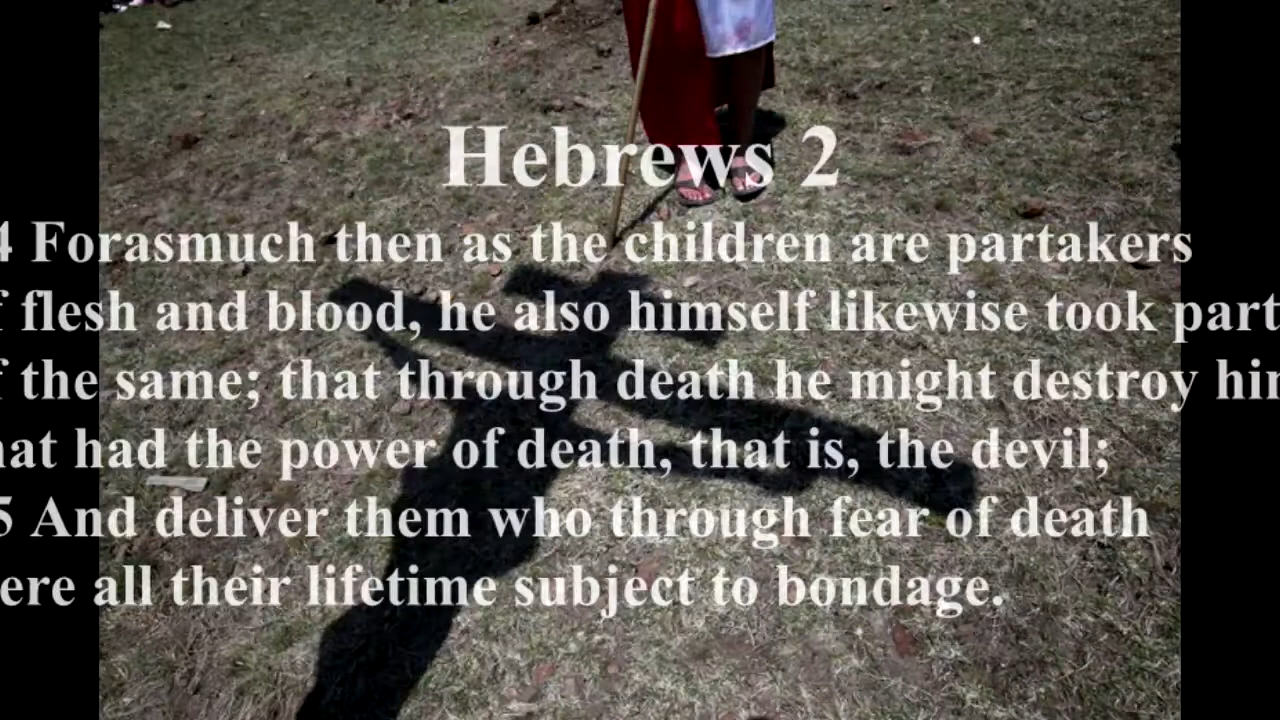 Hebrews 2
4 Forasmuch then as the children are partakers
flesh and blood, he also himself likewise took part
the same; that through death he might destroy
had the power of death, that is, the devil;
5 And deliver them who through fear of death
all their lifetime subject to bondage.